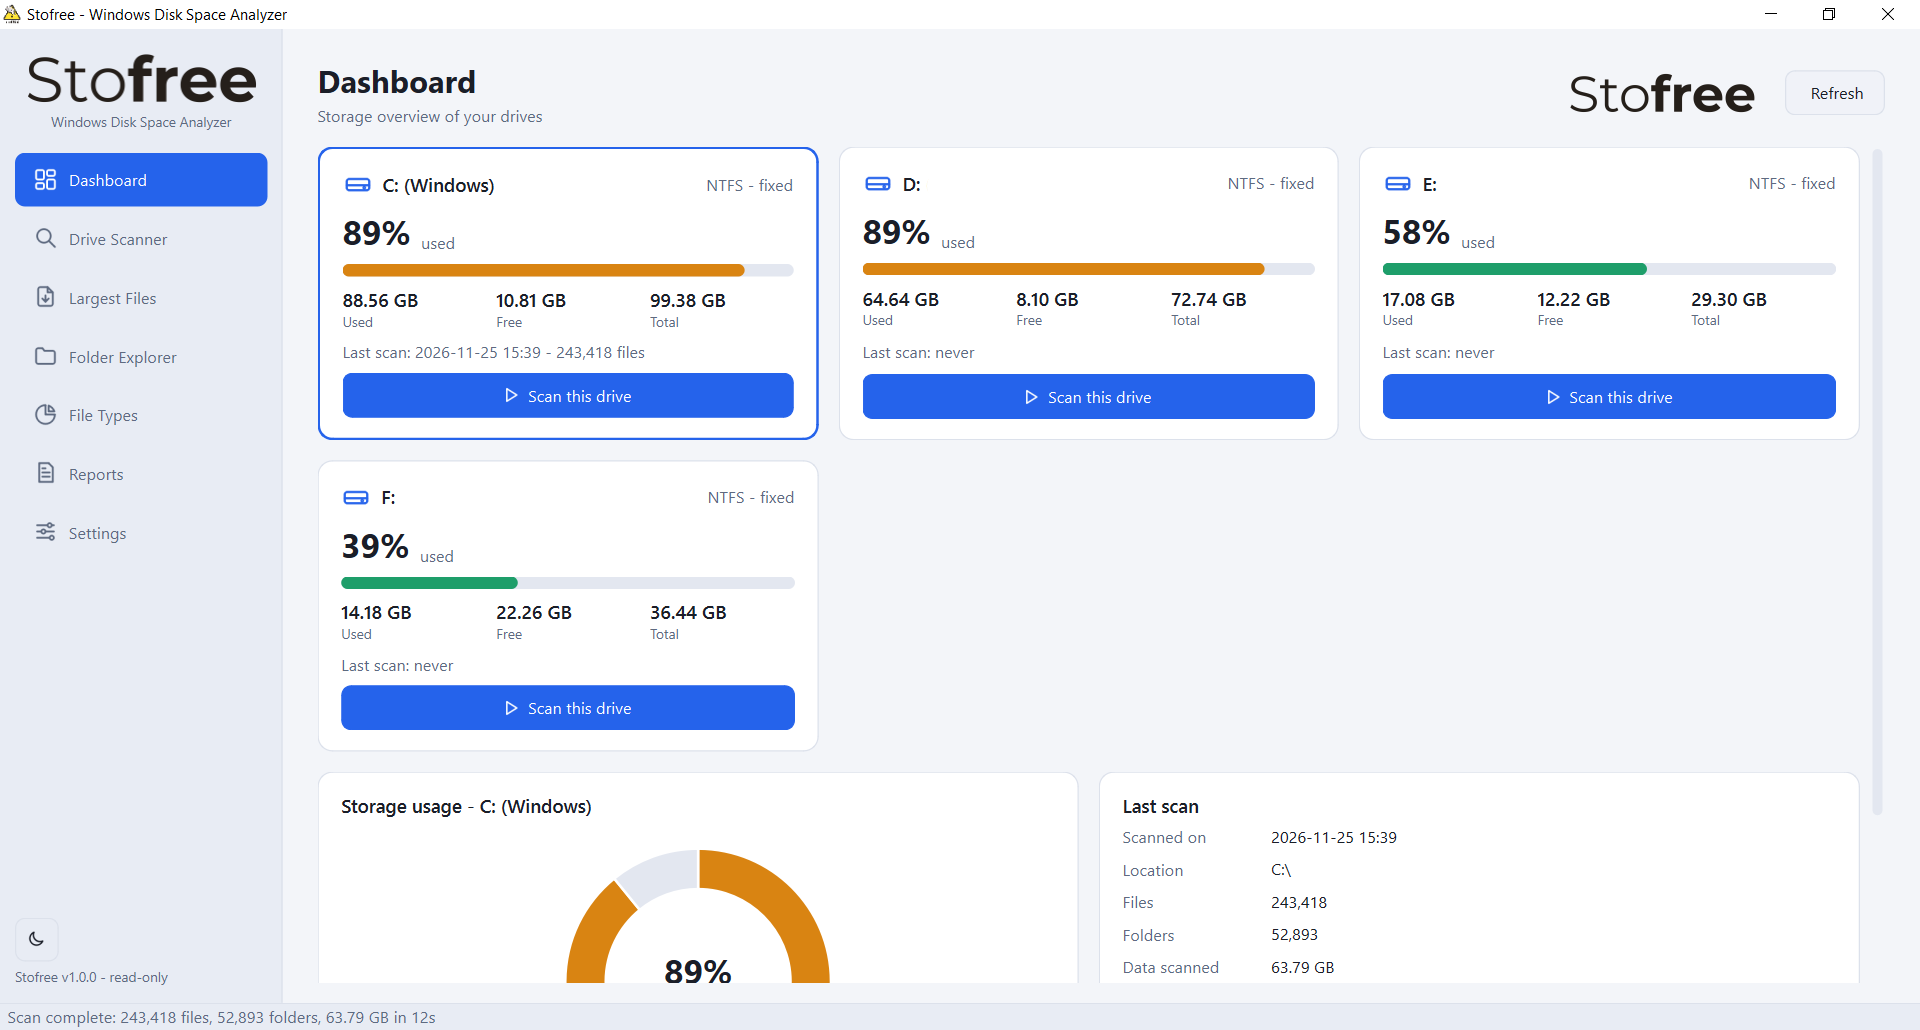 Stofree - Windows Disk Space Analyzer
Stofree
Windows Disk Space Analyzer
Dashboard
Drive Scanner
Largest Files
Folder Explorer
File Types
Reports
Settings
Stofree v1.0.0 - read-only
Dashboard
Storage overview of your drives
Stofree
Refresh
C: (Windows)
NTFS - fixed
89% used
88.56 GB 10.81 GB 99.38 GB
Used Free Total
Last scan: 2026-11-25 15:39 - 243,418 files
Scan this drive
D:
NTFS - fixed
89% used
64.64 GB 8.10 GB 72.74 GB
Used Free Total
Last scan: never
Scan this drive
E:
NTFS - fixed
58% used
17.08 GB 12.22 GB 29.30 GB
Used Free Total
Last scan: never
Scan this drive
F:
NTFS - fixed
39% used
14.18 GB 22.26 GB 36.44 GB
Used Free Total
Last scan: never
Scan this drive
Storage usage - C: (Windows)
89%
Last scan
Scanned on 2026-11-25 15:39
Location C:\
Files 243,418
Folders 52,893
Data scanned 63.79 GB
Scan complete: 243,418 files, 52,893 folders, 63.79 GB in 12s